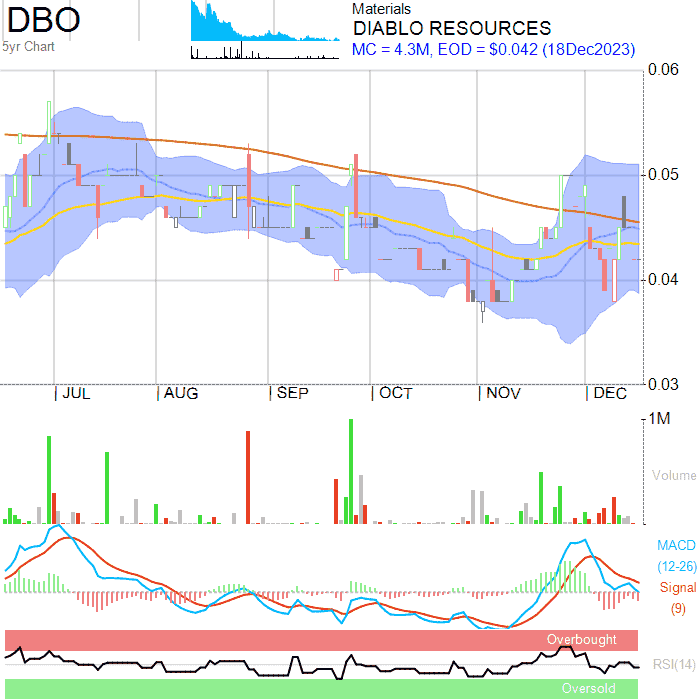 DBO
5yr Chart
Materials
DIABLO RESOURCES
MC = 4.3M, EOD = $0.042 (18Dec2023)
0.06
0.05
0.04
0.03
JUL AUG SEP OCT NOV DEC
1M
Volume
MACD
(12-26)
Signal
(9)
Overbought
RSI(14)
Oversold